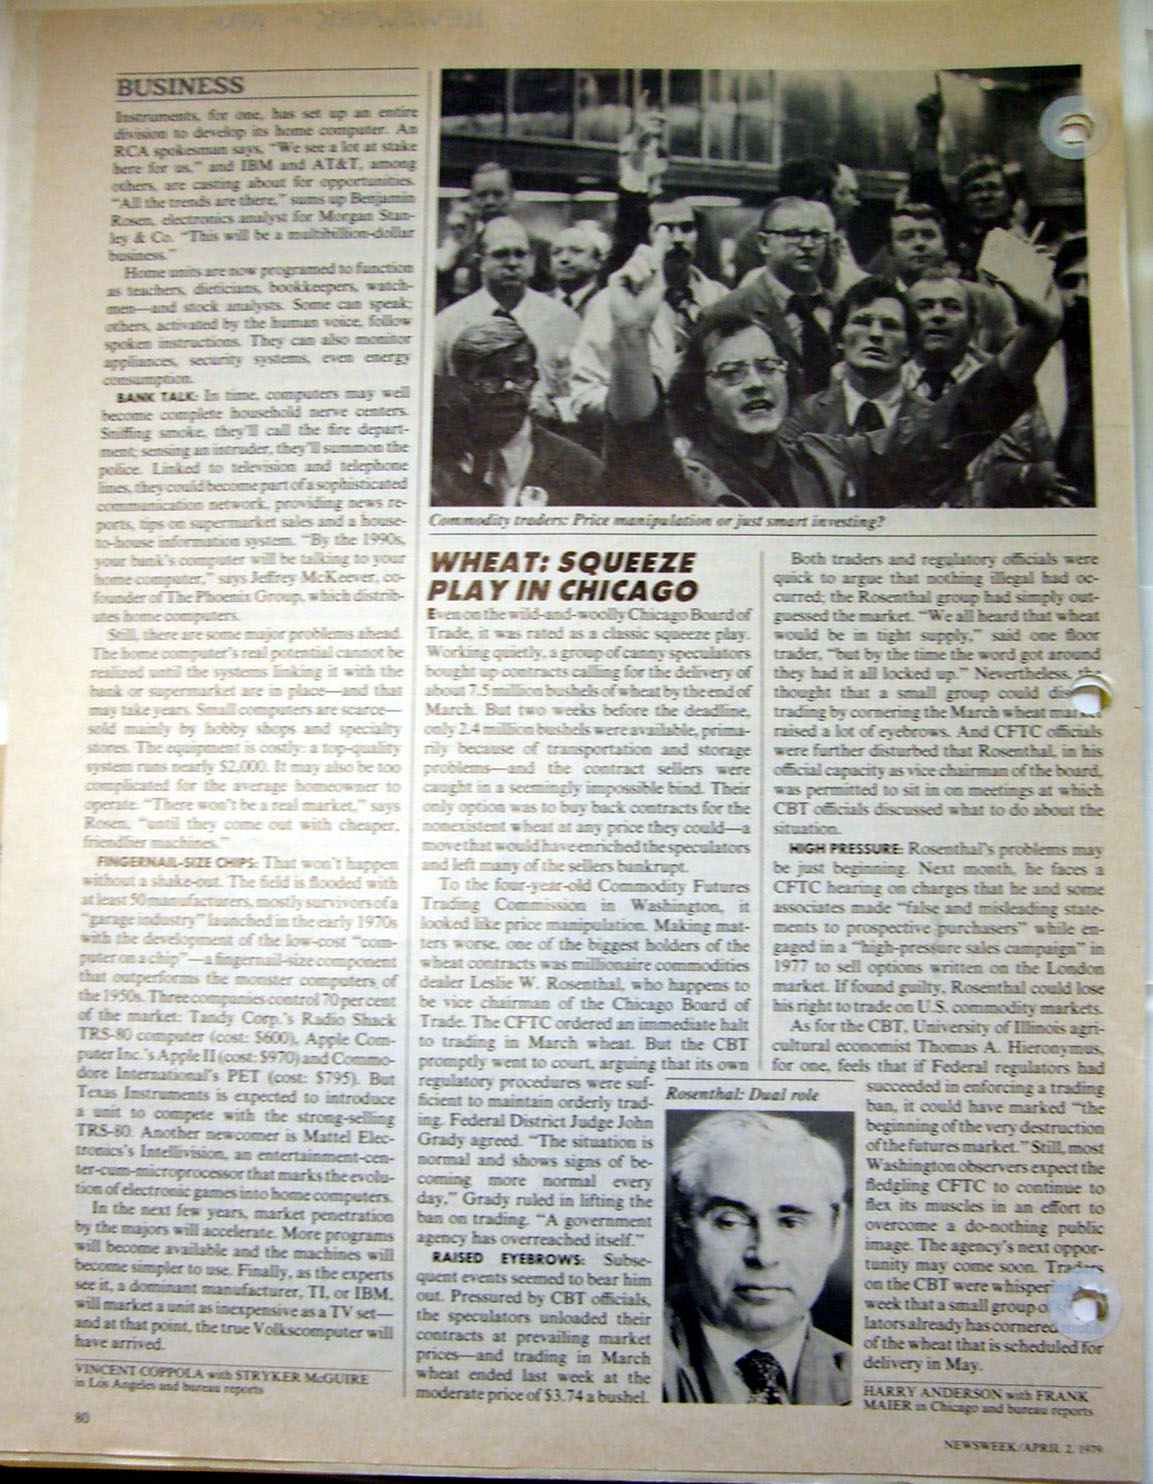 BUSINESS
Instruments, for one, has set up an entire
division to develop its home computer. An
RCA spokesman says, "We see a lot at stake
here for us," and IBM and AT&T, among
others, are casting about for opportunities.
"All the trends are there," sums up Benjamin
Rosen, electronics analyst for Morgan Stan-
ley & Co. "This will be a multibillion-dollar
business."
Home units are now programed to function
as teachers, dieticians, bookkeepers, watch-
men—and stock analysts. Some can speak;
others, activated by the human voice, follow
spoken instructions. They can also monitor
appliances, security systems, even energy
consumption.
BANK TALK: In time, computers may well
become complete household nerve centers.
Sniffing smoke, they'll call the fire depart-
ment; sensing an intruder, they'll summon the
police. Linked to television and telephone
lines, they could become part of a sophisticated
communication network, providing news re-
ports, tips on supermarket sales and a house-
to-house information system. "By the 1990s,
your bank's computer will be talking to your
home computer," says Jeffrey McKeever, co-
founder of The Phoenix Group, which distrib-
utes home computers.
Still, there are some major problems ahead.
The home computer's real potential cannot be
realized until the systems linking it with the
bank or supermarket are in place—and that
may take years. Small computers are scarce—
sold mainly by hobby shops and specialty
stores. The equipment is costly: a top-quality
system runs nearly $2,000. It may also be too
complicated for the average homeowner to
operate. "There won't be a real market," says
Rosen, "until they come out with cheaper,
friendlier machines."
FINGERNAIL-SIZE CHIPS: That won't happen
without a shake-out. The field is flooded with
at least 50 manufacturers, mostly survivors of a
"garage industry" launched in the early 1970s
with the development of the low-cost "com-
puter on a chip"—a fingernail-size component
that outperforms the monster computers of
the 1950s. Three companies control 70 per cent
of the market: Tandy Corp.'s Radio Shack
TRS-80 computer (cost: $600), Apple Com-
puter Inc.'s Apple II (cost: $970) and Commo-
dore International's PET (cost: $795). But
Texas Instruments is expected to introduce
a unit to compete with the strong-selling
TRS-80. Another newcomer is Mattel Elec-
tronics's Intellivision, an entertainment-cen-
ter-cum-microprocessor that marks the evolu-
tion of electronic games into home computers.
In the next few years, market penetration
by the majors will accelerate. More programs
will become available and the machines will
become simpler to use. Finally, as the experts
see it, a dominant manufacturer, TI, or IBM,
will market a unit as inexpensive as a TV set—
and at that point, the true Volkscomputer will
have arrived.
VINCENT COPPOLA with STRYKER McGUIRE
in Los Angeles and bureau reports
Commodity traders: Price manipulation or just smart investing?
WHEAT: SQUEEZE
PLAY IN CHICAGO
Even on the wild-and-woolly Chicago Board of
Trade, it was rated as a classic squeeze play.
Working quietly, a group of canny speculators
bought up contracts calling for the delivery of
about 7.5 million bushels of wheat by the end of
March. But two weeks before the deadline,
only 2.4 million bushels were available, prima-
rily because of transportation and storage
problems—and the contract sellers were
caught in a seemingly impossible bind. Their
only option was to buy back contracts for the
nonexistent wheat at any price they could—a
move that would have enriched the speculators
and left many of the sellers bankrupt.
To the four-year-old Commodity Futures
Trading Commission in Washington, it
looked like price manipulation. Making mat-
ters worse, one of the biggest holders of the
wheat contracts was millionaire commodities
dealer Leslie W. Rosenthal, who happens to
be vice chairman of the Chicago Board of
Trade. The CFTC ordered an immediate halt
to trading in March wheat. But the CBT
promptly went to court, arguing that its own
regulatory procedures were suf-
ficient to maintain orderly trad-
ing. Federal District Judge John
Grady agreed. "The situation is
normal and shows signs of be-
coming more normal every
day," Grady ruled in lifting the
ban on trading. "A government
agency has overreached itself."
RAISED EYEBROWS: Subse-
quent events seemed to bear him
out. Pressured by CBT officials,
the speculators unloaded their
contracts at prevailing market
prices—and trading in March
wheat ended last week at the
moderate price of $3.74 a bushel.
Both traders and regulatory officials were
quick to argue that nothing illegal had oc-
curred; the Rosenthal group had simply out-
guessed the market. "We all heard that wheat
would be in tight supply," said one floor
trader, "but by the time the word got around
they had it all locked up." Nevertheless, the
thought that a small group could
trading by cornering the March wheat market
raised a lot of eyebrows. And CFTC officials
were further disturbed that Rosenthal, in his
official capacity as vice chairman of the board,
was permitted to sit in on meetings at which
CBT officials discussed what to do about the
situation.
HIGH PRESSURE: Rosenthal's problems may
be just beginning. Next month, he faces a
CFTC hearing on charges that he and some
associates made "false and misleading state-
ments to prospective purchasers" while en-
gaged in a "high-pressure sales campaign" in
1977 to sell options written on the London
market. If found guilty, Rosenthal could lose
his right to trade on U.S. commodity markets.
As for the CBT, University of Illinois agri-
cultural economist Thomas A. Hieronymus,
for one, feels that if Federal regulators had
succeeded in enforcing a trading
ban, it could have marked "the
beginning of the very destruction
of the futures market." Still, most
Washington observers expect the
fledgling CFTC to continue to
flex its muscles in an effort to
overcome a do-nothing public
image. The agency's next oppor-
tunity may come soon. Traders
on the CBT were whispering
week that a small group of
lators already has cornered
of the wheat that is scheduled for
delivery in May.
HARRY ANDERSON with FRANK
MAIER in Chicago and bureau reports
Rosenthal: Dual role
80
NEWSWEEK/APRIL 2, 1979